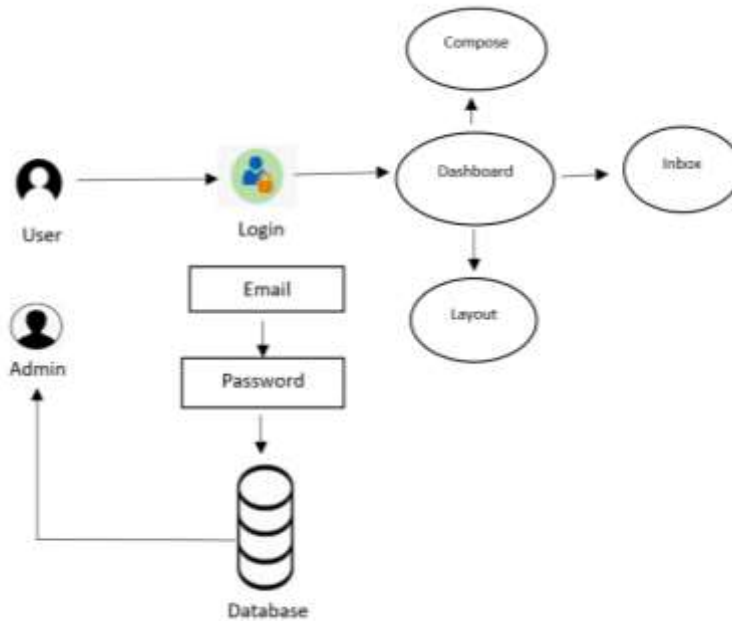 Compose
Dashboard
Inbox
User
Login
Email
Layout
Admin
Password
Database